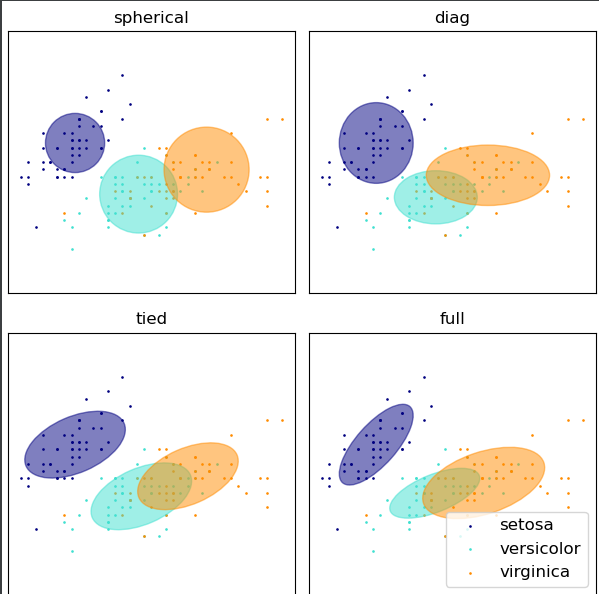 spherical
diag
tied
full
setosa
versicolor
virginica